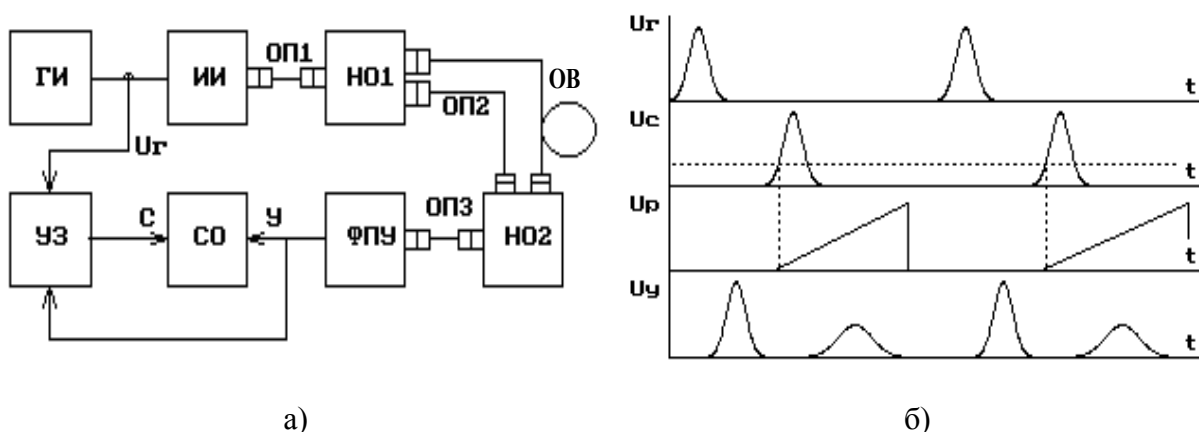 ГИ
ИИ
ОП1
НО1
ОВ
ОП2
Uг
УЗ
С
СО
У
ФПУ
ОП3
НО2
а)
Uг
t
Uс
t
Uр
t
Uу
t
б)